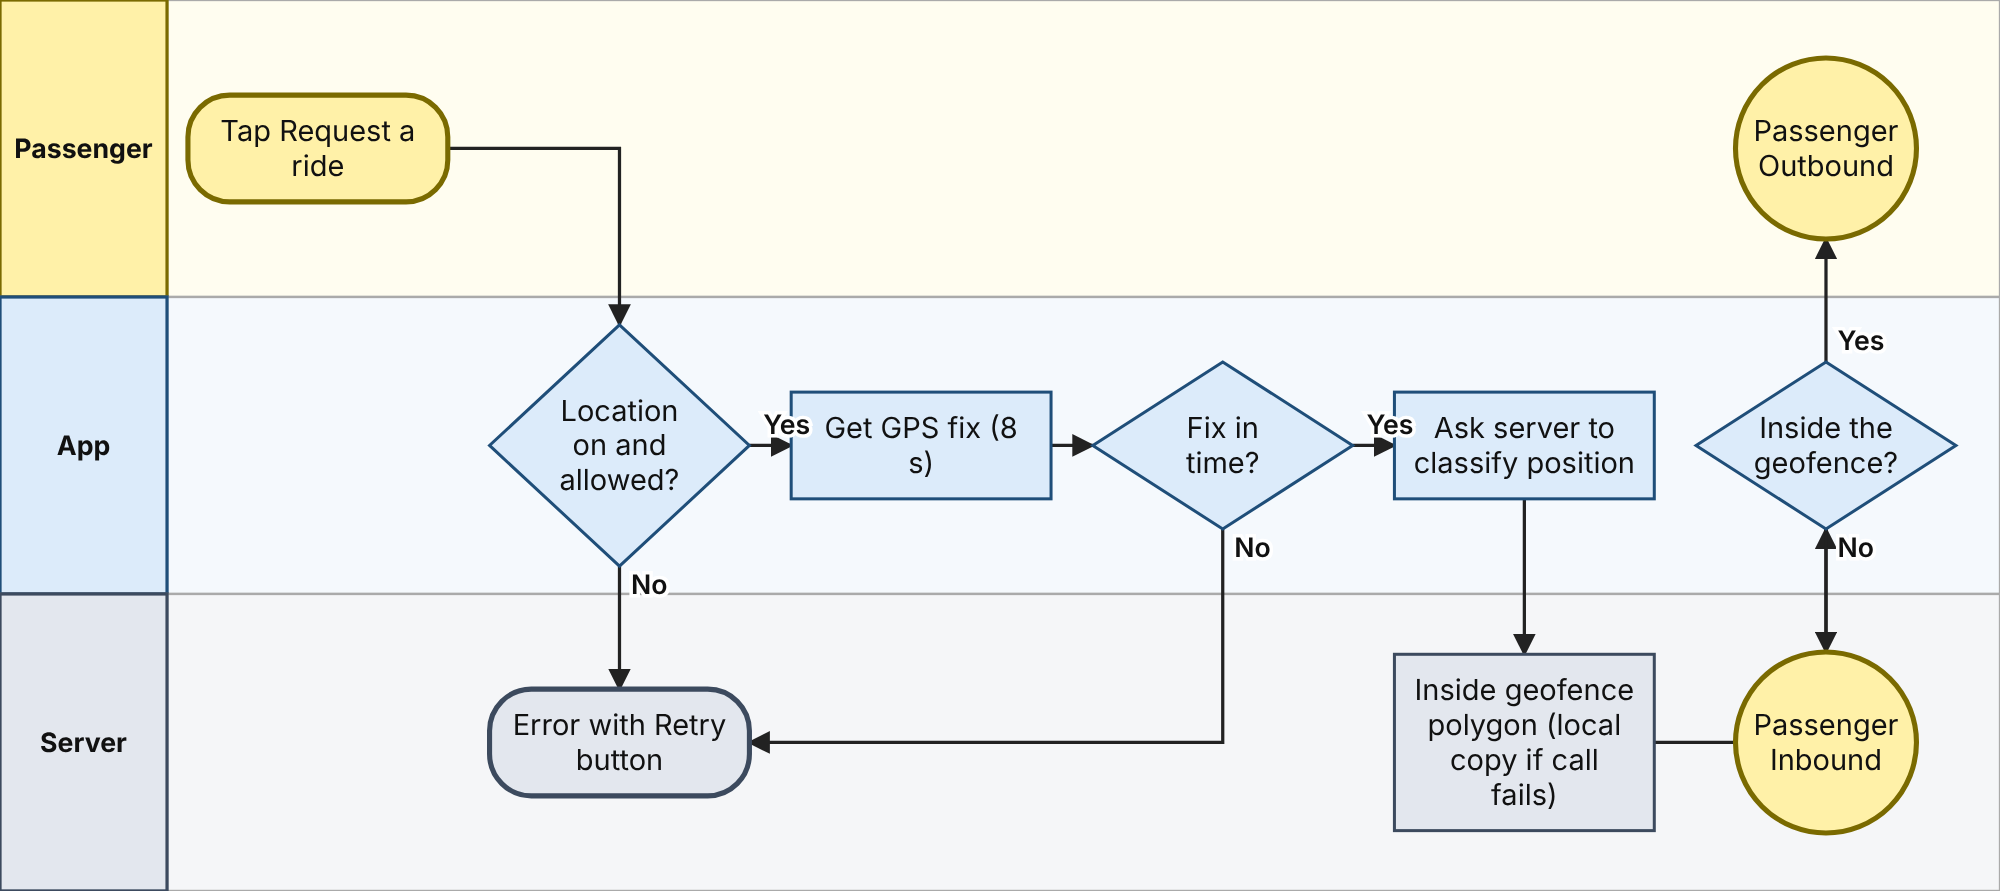 Passenger
Tap Request a
ride
Passenger
Outbound
App
Location
on and
allowed?
Yes
No
Get GPS fix (8
s)
Fix in
time?
Yes
No
Ask server to
classify position
Inside the
geofence?
Yes
No
Server
Error with Retry
button
Inside geofence
polygon (local
copy if call
fails)
Passenger
Inbound